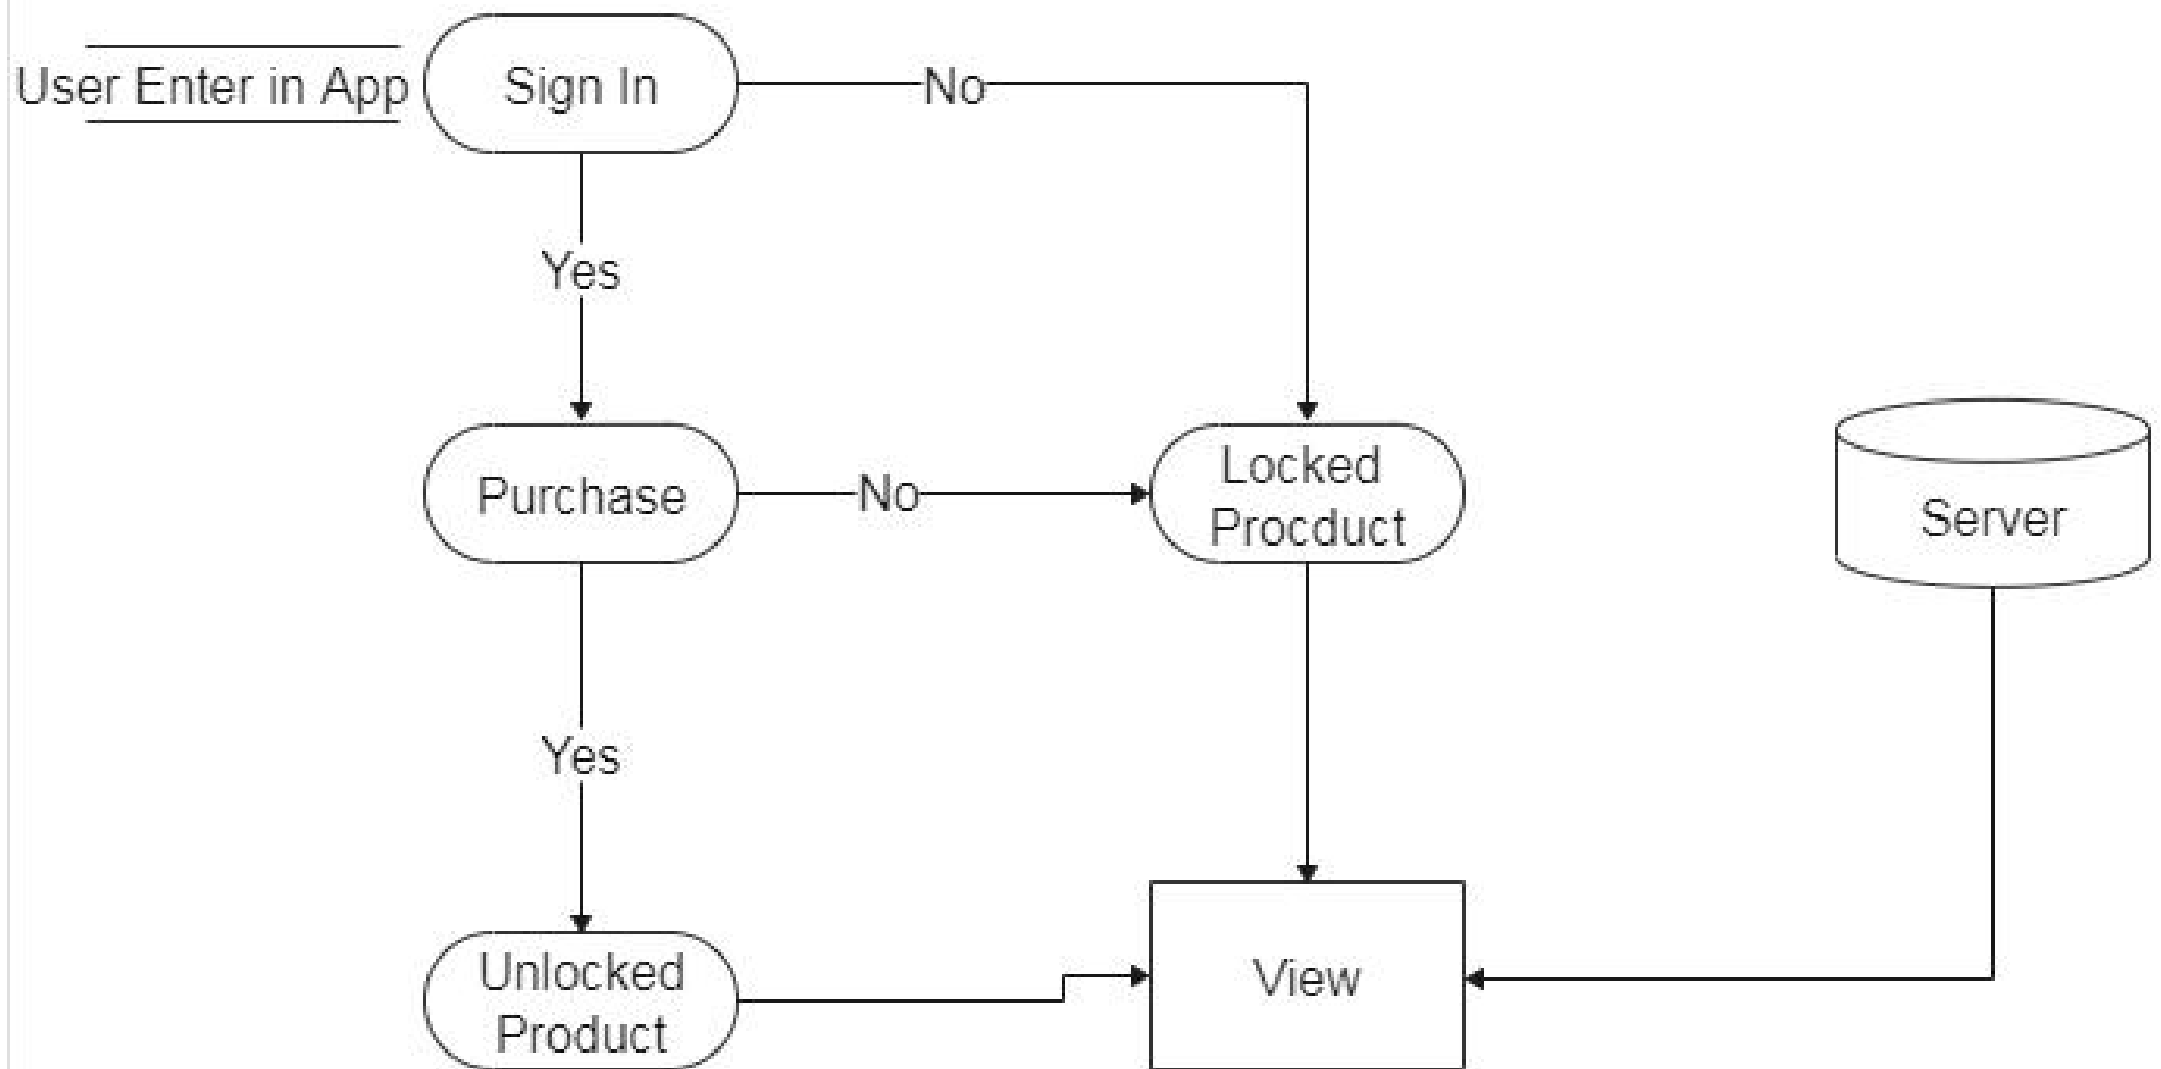 User Enter in App
Sign In
No
Yes
Purchase
No
Locked
Procduct
Server
Yes
Unlocked
Product
View